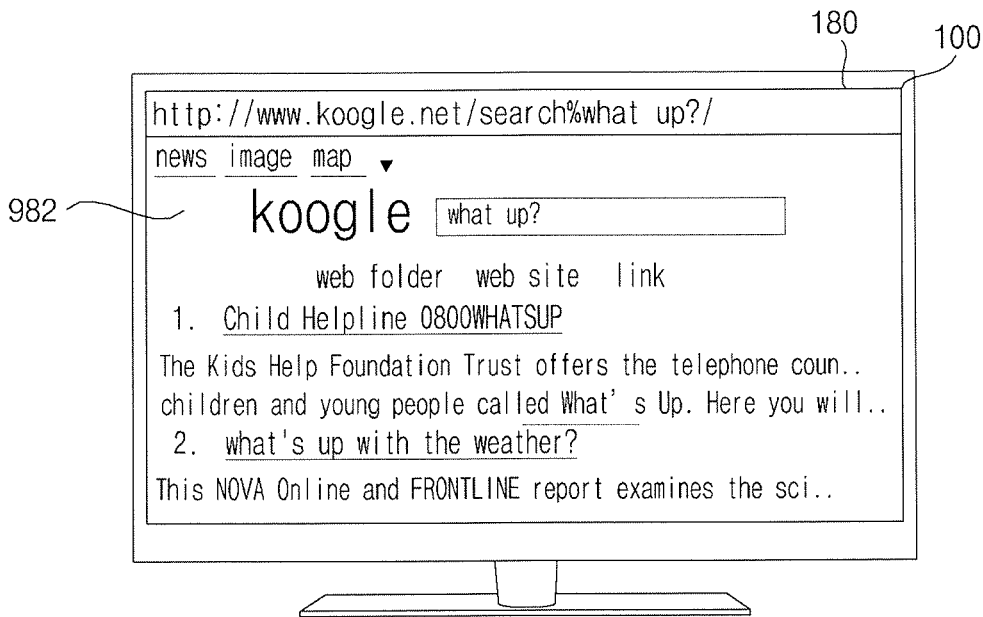 180
100
http://www.koogle.net/search%what up?/
news image map ▼
982
koogle what up?
web folder web site link
1. Child Helpline 0800WHATSUP
The Kids Help Foundation Trust offers the telephone coun..
children and young people called What's Up. Here you will..
2. what's up with the weather?
This NOVA Online and FRONTLINE report examines the sci..